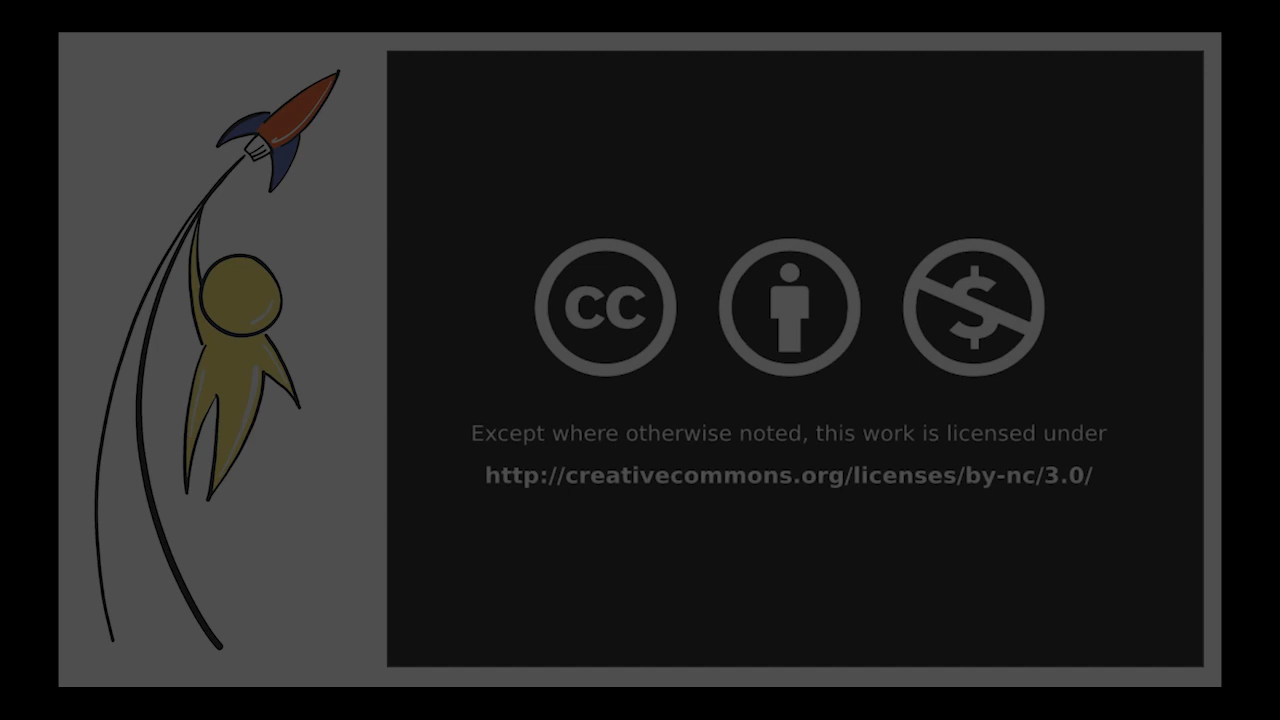 cc
$
Except where otherwise noted, this work is licensed under
http://creativecommons.org/licenses/by-nc/3.0/